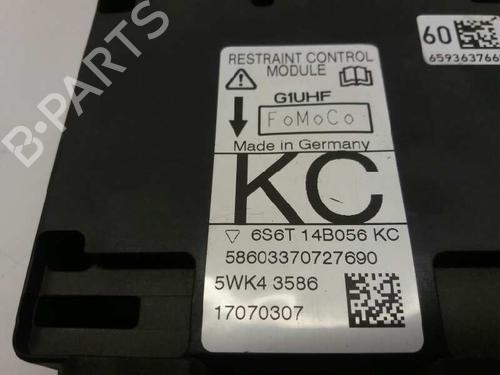 RESTRAINT CONTROL
MODULE
G1UHF
FoMoCo
Made in Germany
KC
6S6T 14B056 KC
58603370727690
5WK4 3586
17070307
60
659363766
B-PARTS